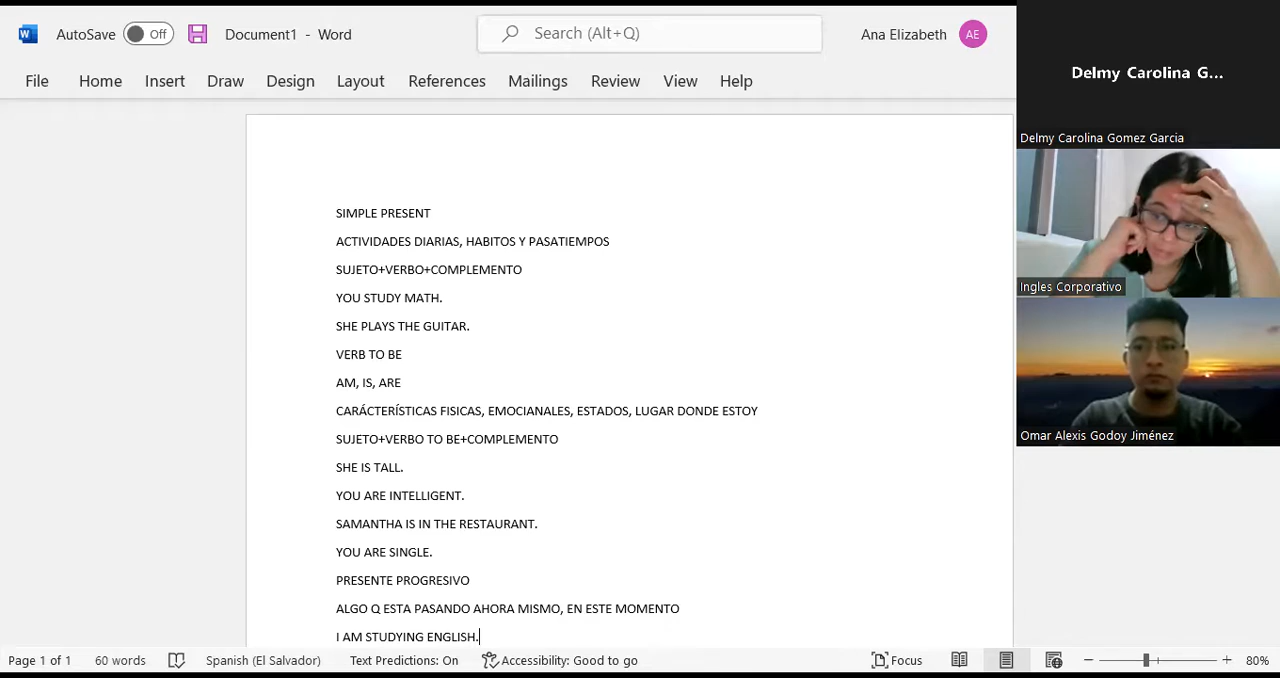 AutoSave Off Document1 - Word Search (Alt+Q) Ana Elizabeth AE
File Home Insert Draw Design Layout References Mailings Review View Help
SIMPLE PRESENT
ACTIVIDADES DIARIAS, HABITOS Y PASATIEMPOS
SUJETO+VERBO+COMPLEMENTO
YOU STUDY MATH.
SHE PLAYS THE GUITAR.
VERB TO BE
AM, IS, ARE
CARÁCTERÍSTICAS FISICAS, EMOCIANALES, ESTADOS, LUGAR DONDE ESTOY
SUJETO+VERBO TO BE+COMPLEMENTO
SHE IS TALL.
YOU ARE INTELLIGENT.
SAMANTHA IS IN THE RESTAURANT.
YOU ARE SINGLE.
PRESENTE PROGRESIVO
ALGO Q ESTA PASANDO AHORA MISMO, EN ESTE MOMENTO
I AM STUDYING ENGLISH.
Page 1 of 1 60 words Spanish (El Salvador) Text Predictions: On Accessibility: Good to go Focus 80%
Delmy Carolina G...
Delmy Carolina Gomez Garcia
Ingles Corporativo
Omar Alexis Godoy Jiménez